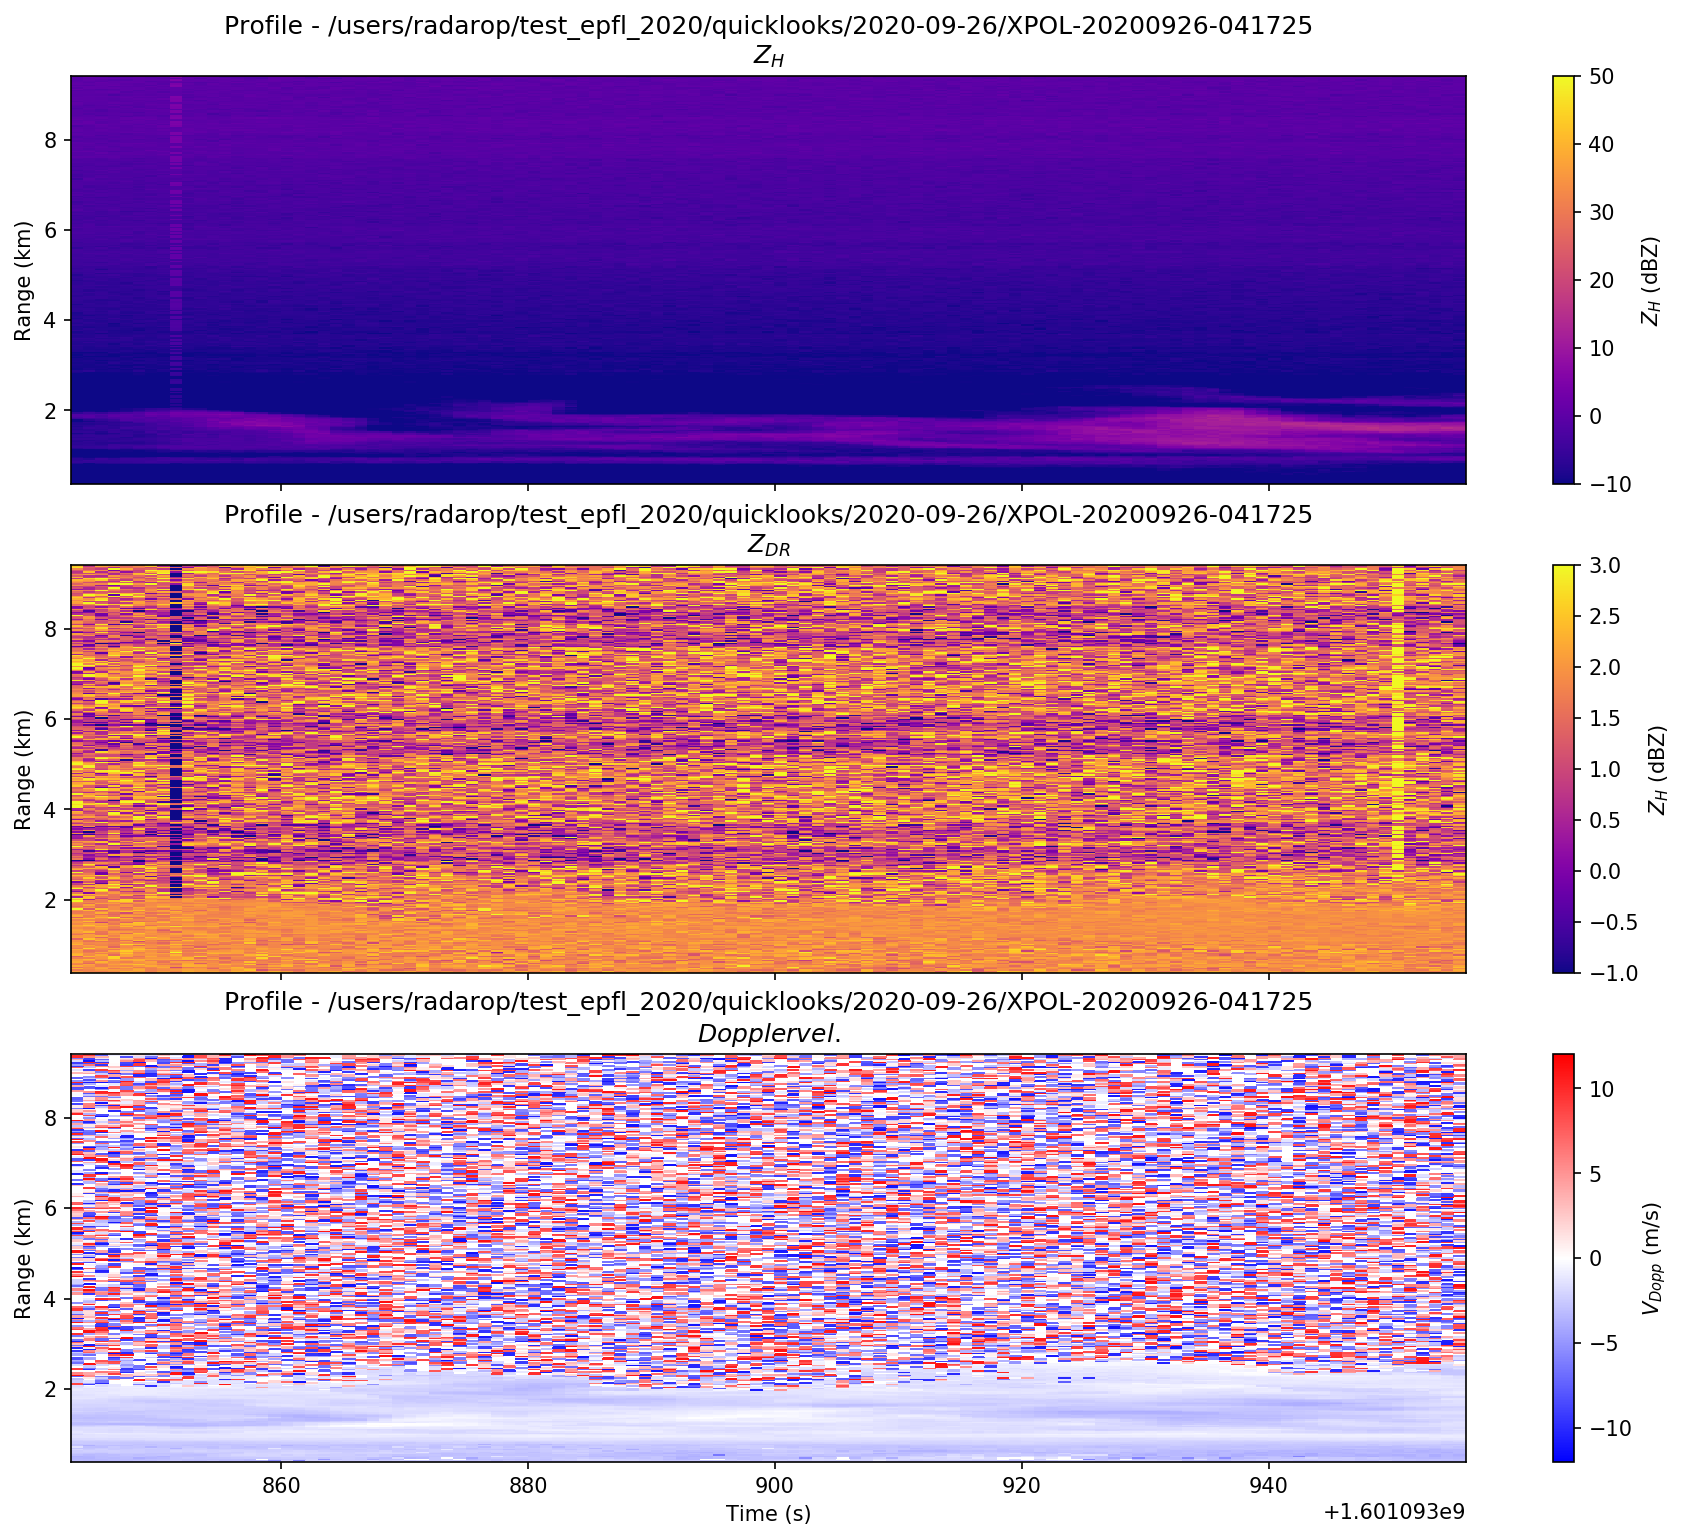 Profile - /users/radarop/test_epfl_2020/quicklooks/2020-09-26/XPOL-20200926-041725
Z_H
8
6
4
2
Range (km)
50
40
30
20
10
0
−10
Z_H (dBZ)
Profile - /users/radarop/test_epfl_2020/quicklooks/2020-09-26/XPOL-20200926-041725
Z_DR
8
6
4
2
Range (km)
3.0
2.5
2.0
1.5
1.0
0.5
0.0
−0.5
−1.0
Z_H (dBZ)
Profile - /users/radarop/test_epfl_2020/quicklooks/2020-09-26/XPOL-20200926-041725
Dopplervel.
8
6
4
2
Range (km)
10
5
0
−5
−10
V_Dopp (m/s)
860 880 900 920 940
Time (s)
+1.601093e9